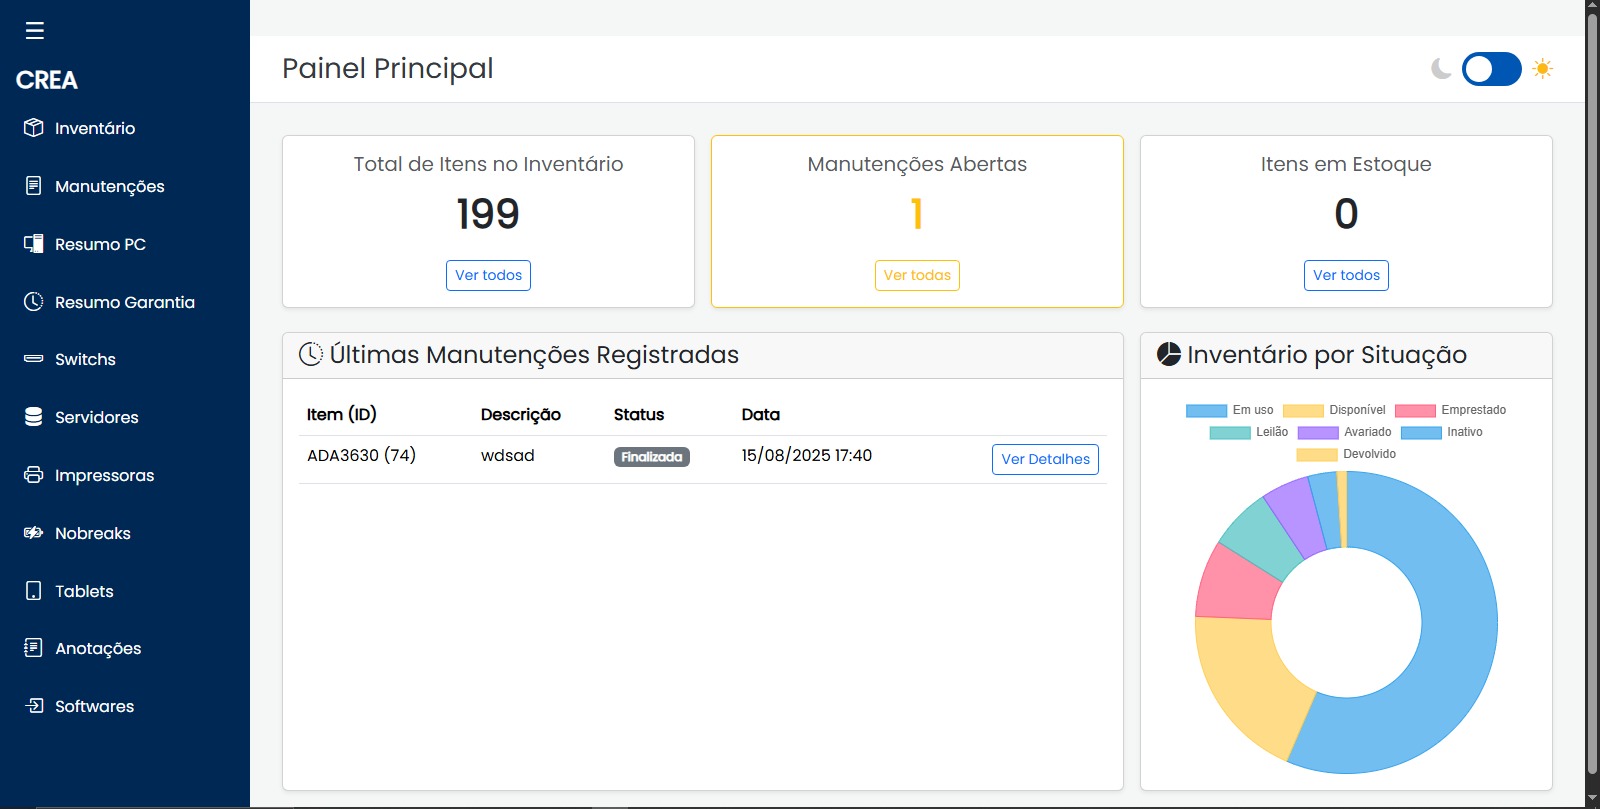 CREA
Inventário
Manutenções
Resumo PC
Resumo Garantia
Switchs
Servidores
Impressoras
Nobreaks
Tablets
Anotações
Softwares
Painel Principal
Total de Itens no Inventário
199
Ver todos
Manutenções Abertas
1
Ver todas
Itens em Estoque
0
Ver todos
Últimas Manutenções Registradas
Item (ID) Descrição Status Data
ADA3630 (74) wdsad Finalizada 15/08/2025 17:40 Ver Detalhes
Inventário por Situação
Em uso Disponível Emprestado
Leilão Avariado Inativo
Devolvido